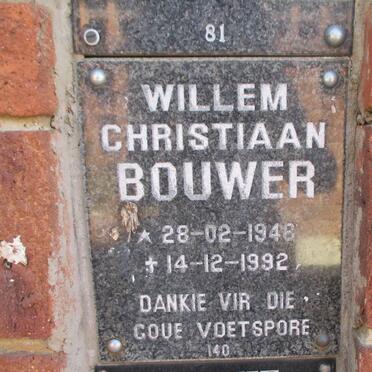 81
WILLEM
CHRISTIAAN
BOUWER
★ 28-02-1948
✝ 14-12-1992
DANKIE VIR DIE
GOUE VOETSPORE
140